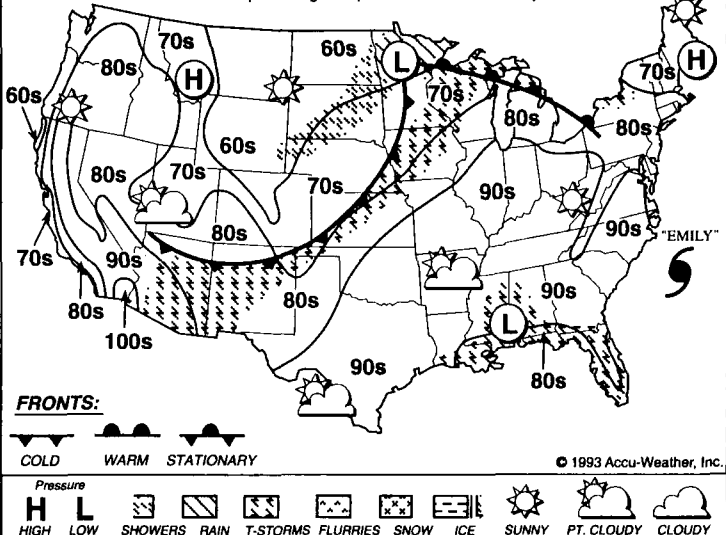 70s
60s
80s
H
L
70s
H
60s
70s
80s
80s
60s
80s
70s
70s
90s
80s
90s
"EMILY"
70s
90s
80s
90s
80s
100s
L
90s
80s
FRONTS:
COLD WARM STATIONARY
© 1993 Accu-Weather, Inc.
Pressure
H L
HIGH LOW SHOWERS RAIN T-STORMS FLURRIES SNOW ICE SUNNY PT. CLOUDY CLOUDY